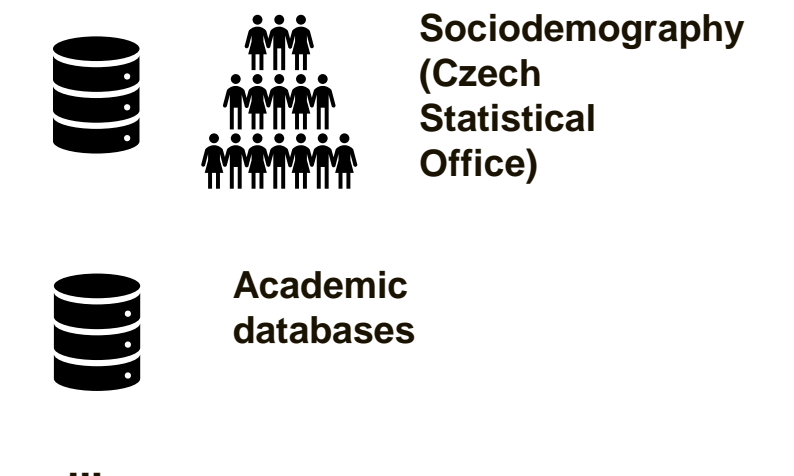 Sociodemography
(Czech
Statistical
Office)
Academic
databases
...